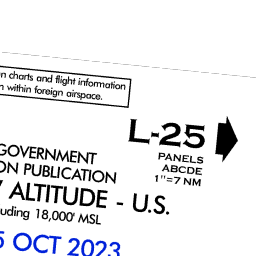 n charts and flight information
n within foreign airspace.
L-25
PANELS
ABCDE
1"=7 NM
GOVERNMENT
ON PUBLICATION
ALTITUDE - U.S.
uding 18,000' MSL
5 OCT 2023